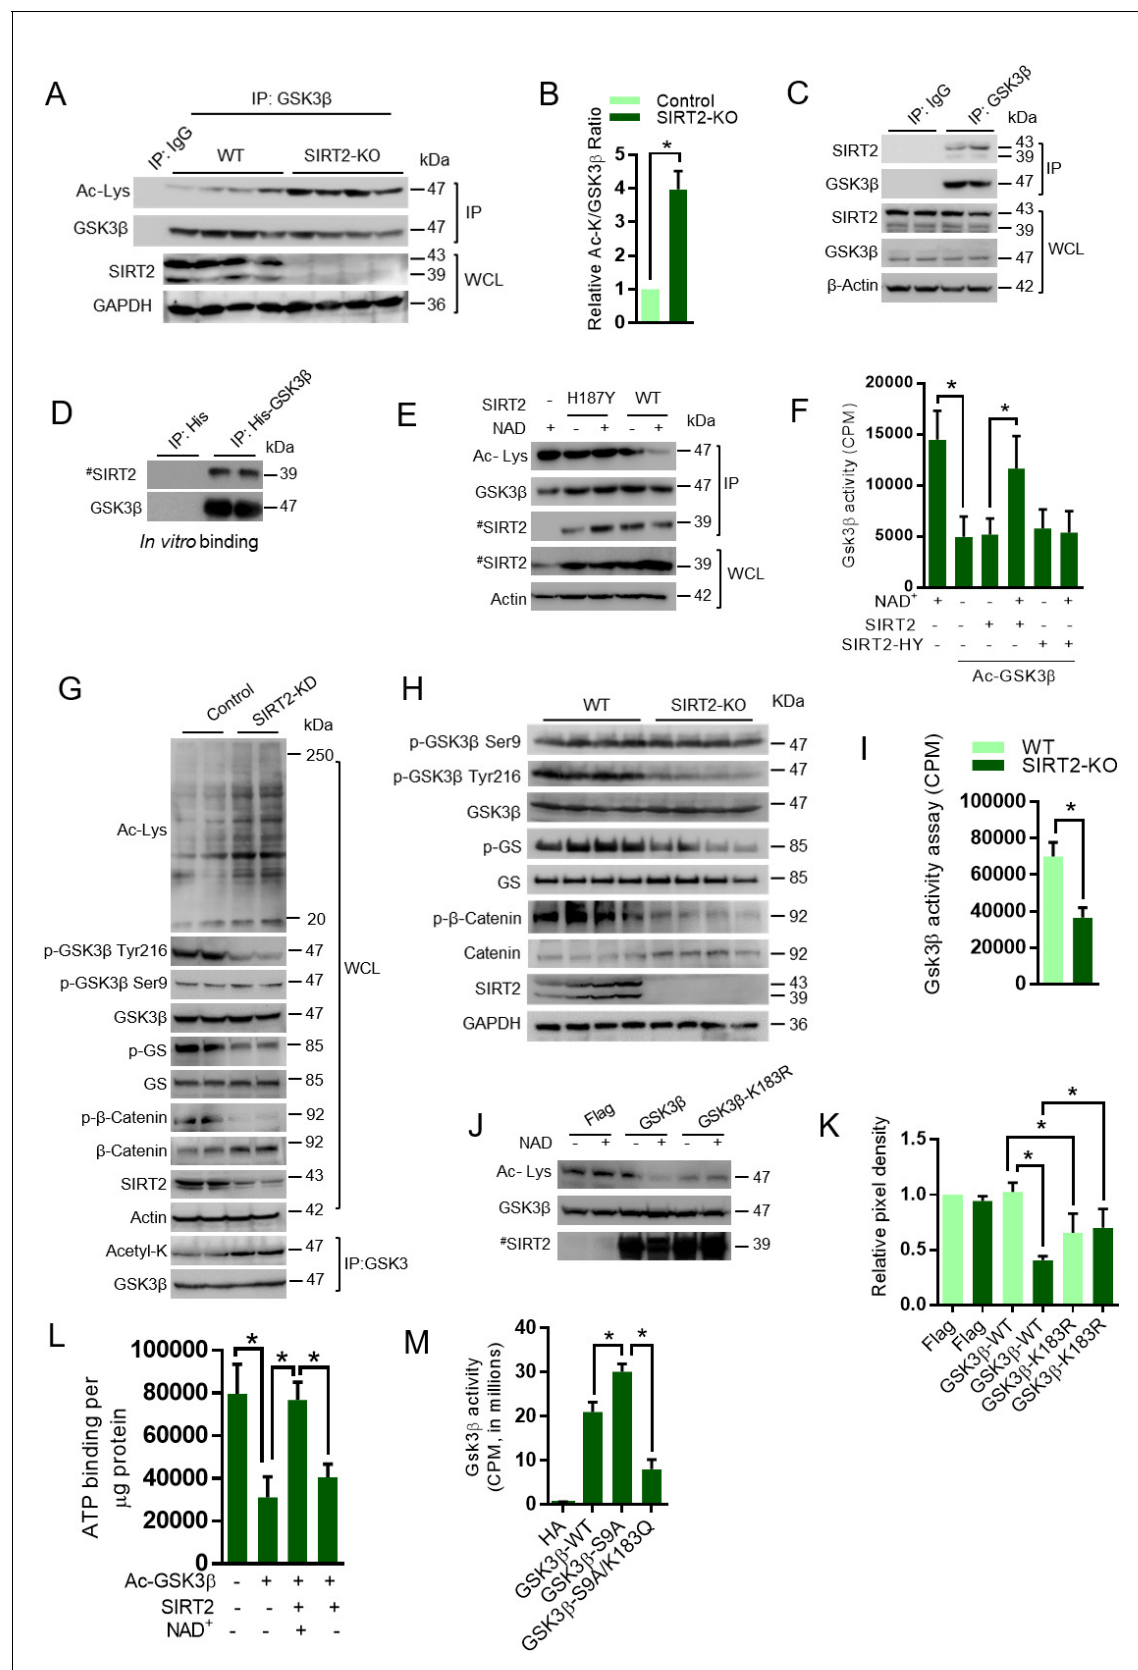 A
IP: GSK3β
IP: IgG
WT SIRT2-KO kDa
Ac-Lys 47
GSK3β 47
IP
SIRT2 43
39
GAPDH 36
WCL
B
Control
SIRT2-KO
Relative Ac-K/GSK3β Ratio
5
4
3
2
1
0
*
C
IP: IgG IP: GSK3β
kDa
SIRT2 43
39
GSK3β 47
IP
SIRT2 43
39
GSK3β 47
β-Actin 42
WCL
D
IP: His IP: His-GSK3β
kDa
#SIRT2 39
GSK3β 47
In vitro binding
E
SIRT2 - H187Y WT
NAD + - + - + kDa
Ac- Lys 47
GSK3β 47
#SIRT2 39
IP
#SIRT2 39
Actin 42
WCL
F
Gsk3β activity (CPM)
20000
15000
10000
5000
0
* *
NAD+ + - - + - +
SIRT2 - - + + - -
SIRT2-HY - - - - + +
Ac-GSK3β
G
Control SIRT2-KD
kDa
250
Ac-Lys
20
p-GSK3β Tyr216 47
p-GSK3β Ser9 47
GSK3β 47
p-GS 85
GS 85
p-β-Catenin 92
β-Catenin 92
SIRT2 43
Actin 42
WCL
Acetyl-K 47
GSK3β 47
IP:GSK3
H
WT SIRT2-KO KDa
p-GSK3β Ser9 47
p-GSK3β Tyr216 47
GSK3β 47
p-GS 85
GS 85
p-β-Catenin 92
Catenin 92
SIRT2 43
39
GAPDH 36
I
WT
SIRT2-KO
Gsk3β activity assay (CPM)
100000
80000
60000
40000
20000
0
*
J
Flag GSK3β GSK3β-K183R
NAD - + - + - +
Ac- Lys 47
GSK3β 47
#SIRT2 39
K
Relative pixel density
1.5
1.0
0.5
0.0
* * *
Flag Flag GSK3β-WT GSK3β-WT GSK3β-K183R GSK3β-K183R
L
ATP binding per
μg protein
100000
80000
60000
40000
20000
0
* * *
Ac-GSK3β - + + +
SIRT2 - - + +
NAD+ - - + -
M
Gsk3β activity
(CPM, in millions)
40
30
20
10
0
* *
HA GSK3β-WT GSK3β-S9A GSK3β-S9A/K183Q